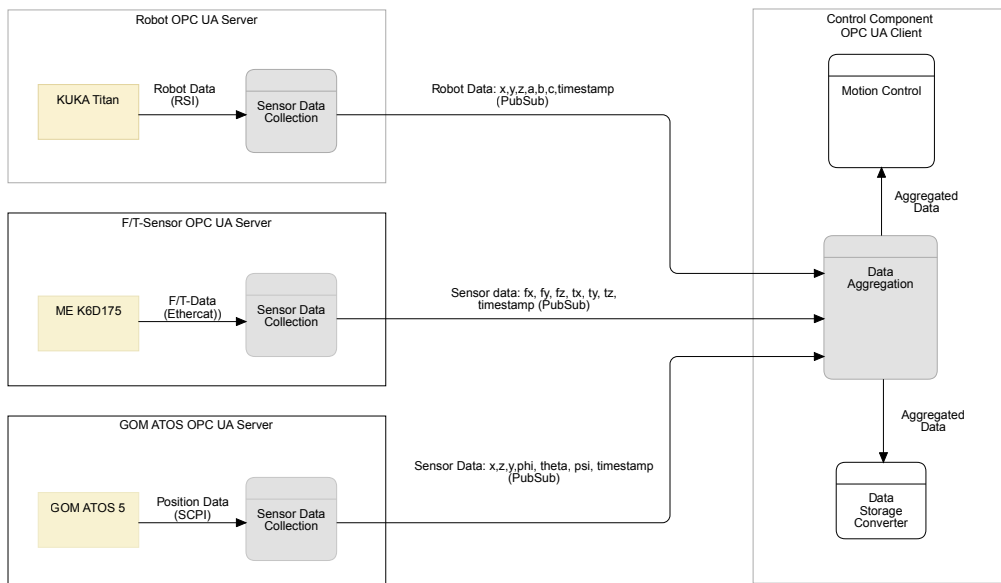 Robot OPC UA Server
KUKA Titan
Robot Data
(RSI)
Sensor Data
Collection
Robot Data: x,y,z,a,b,c,timestamp
(PubSub)
F/T-Sensor OPC UA Server
ME K6D175
F/T-Data
(Ethercat))
Sensor Data
Collection
Sensor data: fx, fy, fz, tx, ty, tz,
timestamp (PubSub)
GOM ATOS OPC UA Server
GOM ATOS 5
Position Data
(SCPI)
Sensor Data
Collection
Sensor Data: x,z,y,phi, theta, psi, timestamp
(PubSub)
Control Component
OPC UA Client
Motion Control
Aggregated
Data
Data
Aggregation
Aggregated
Data
Data
Storage
Converter